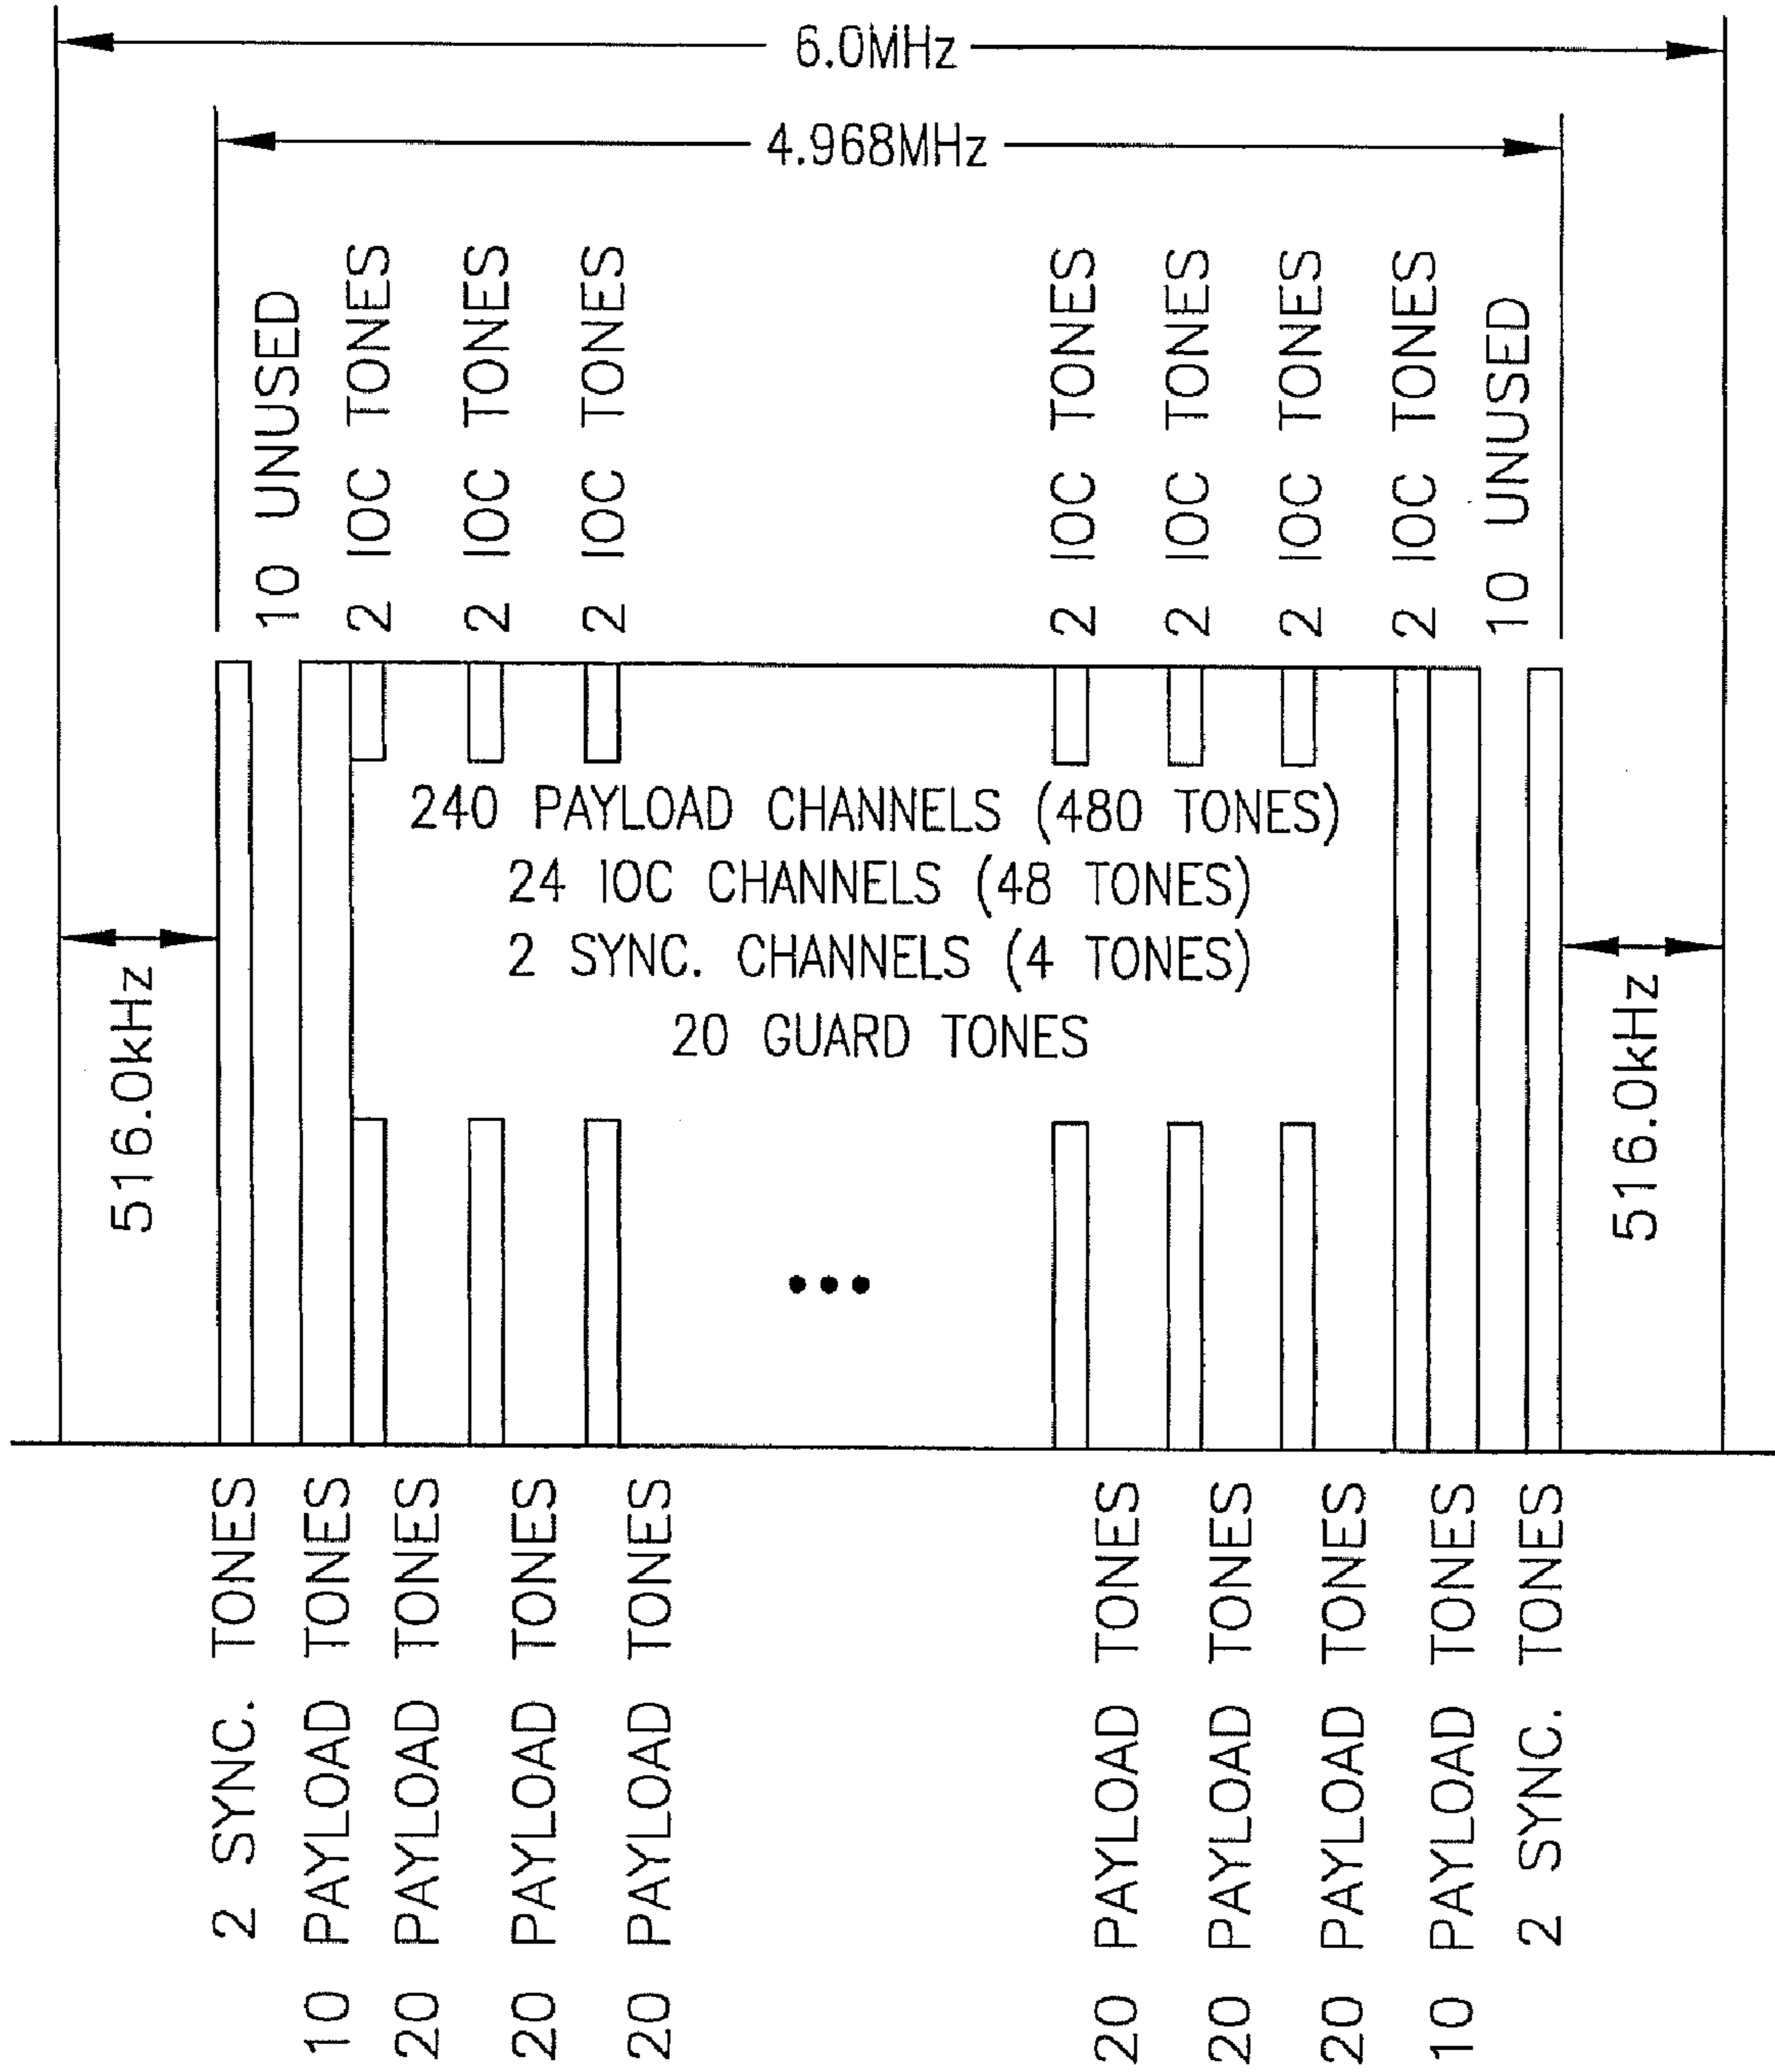 6.0MHz
4.968MHz
10 UNUSED
2 IOC TONES
2 IOC TONES
2 IOC TONES
2 IOC TONES
2 IOC TONES
2 IOC TONES
2 IOC TONES
10 UNUSED
240 PAYLOAD CHANNELS (480 TONES)
24 IOC CHANNELS (48 TONES)
2 SYNC. CHANNELS (4 TONES)
20 GUARD TONES
516.0kHz
516.0kHz
2 SYNC. TONES
10 PAYLOAD TONES
20 PAYLOAD TONES
20 PAYLOAD TONES
20 PAYLOAD TONES
20 PAYLOAD TONES
20 PAYLOAD TONES
20 PAYLOAD TONES
10 PAYLOAD TONES
2 SYNC. TONES